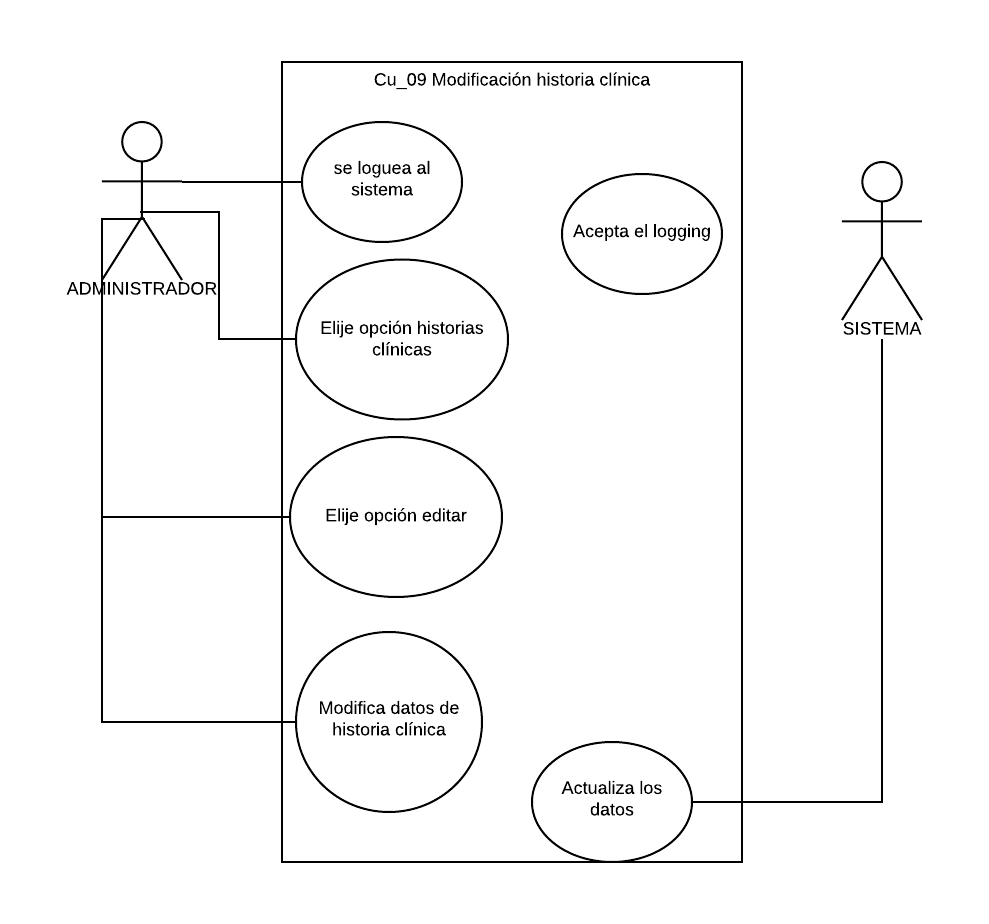 Cu_09 Modificación historia clínica
se loguea al
sistema
Acepta el logging
ADMINISTRADOR
Elije opción historias
clínicas
SISTEMA
Elije opción editar
Modifica datos de
historia clínica
Actualiza los
datos